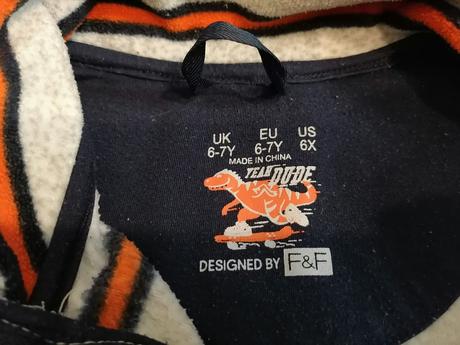 UK EU US
6-7Y 6-7Y 6X
MADE IN CHINA
YEAH DUDE
DESIGNED BY F&F